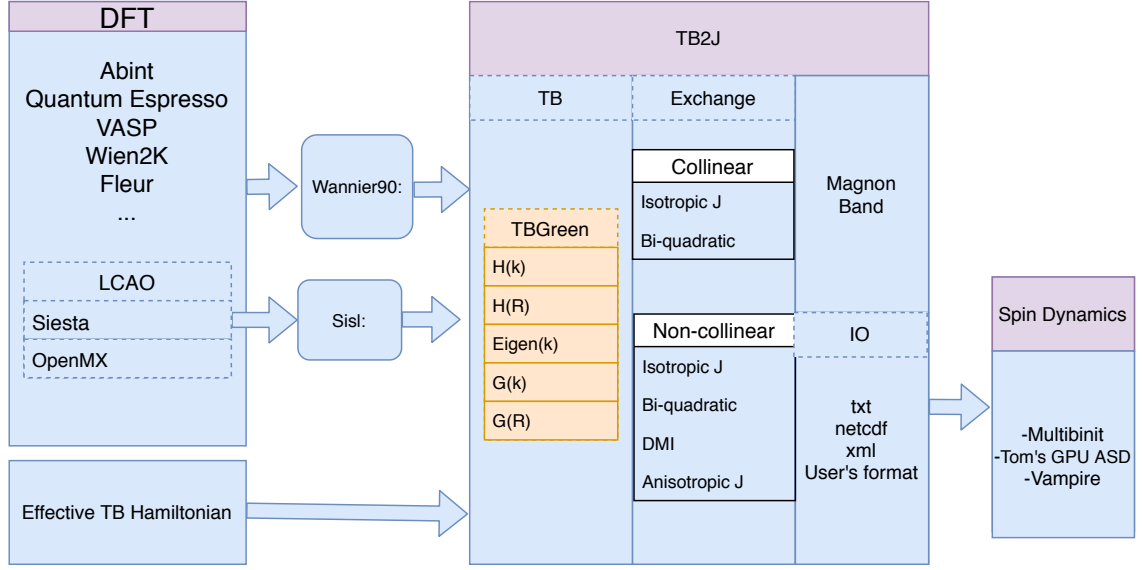 DFT
Abint
Quantum Espresso
VASP
Wien2K
Fleur
...
LCAO
Siesta
OpenMX
Effective TB Hamiltonian
Wannier90:
Sisl:
TB2J
TB
TBGreen
H(k)
H(R)
Eigen(k)
G(k)
G(R)
Exchange
Collinear
Isotropic J
Bi-quadratic
Non-collinear
Isotropic J
Bi-quadratic
DMI
Anisotropic J
Magnon
Band
IO
txt
netcdf
xml
User's format
Spin Dynamics
-Multibinit
-Tom's GPU ASD
-Vampire